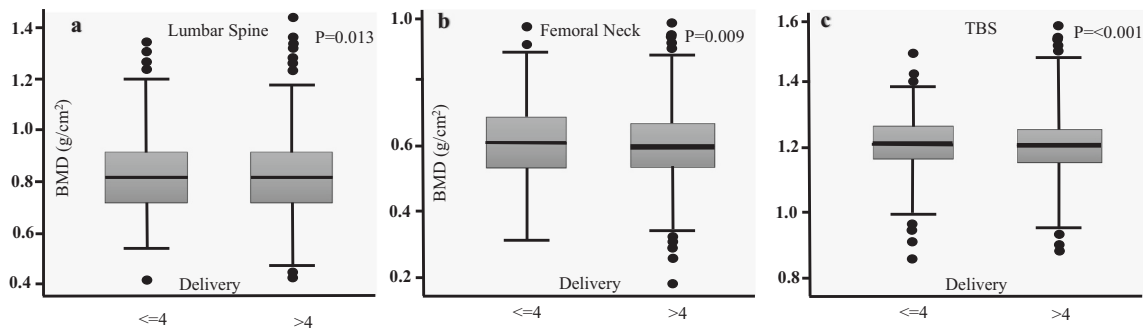 a
Lumbar Spine
P=0.013
1.4
1.2
1.0
0.8
0.6
0.4
BMD (g/cm²)
Delivery
<=4
>4
b
Femoral Neck
P=0.009
1.0
0.8
0.6
0.4
0.2
BMD (g/cm²)
Delivery
<=4
>4
c
TBS
P=<0.001
1.6
1.4
1.2
1.0
0.8
Delivery
<=4
>4